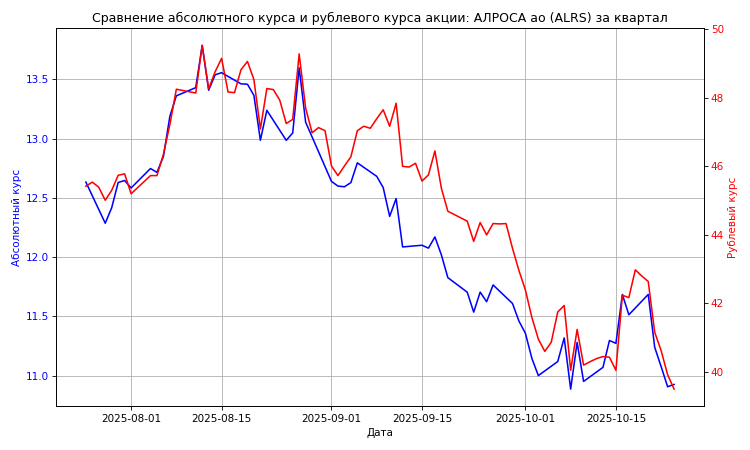 Сравнение абсолютного курса и рублевого курса акции: АЛРОСА ао (ALRS) за квартал
50
13.5
48
13.0
46
12.5
Абсолютный курс
Рублевый курс
44
12.0
42
11.5
11.0
40
2025-08-01 2025-08-15 2025-09-01 2025-09-15 2025-10-01 2025-10-15
Дата